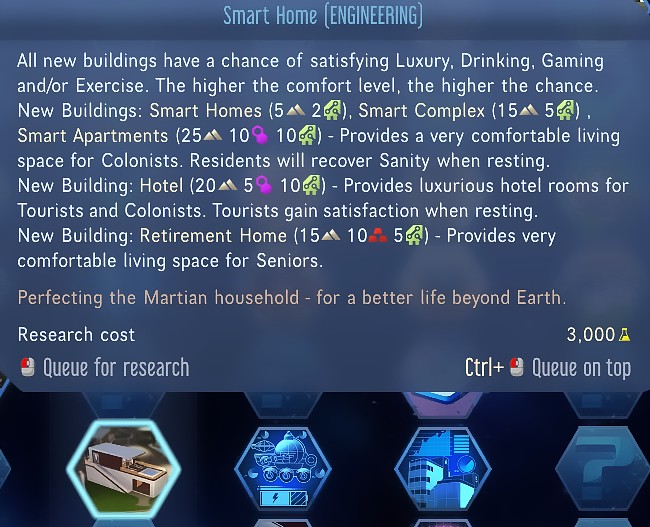 Smart Home (ENGINEERING)
All new buildings have a chance of satisfying Luxury, Drinking, Gaming
and/or Exercise. The higher the comfort level, the higher the chance.
New Buildings: Smart Homes (5 2), Smart Complex (15 5) ,
Smart Apartments (25 10 10) - Provides a very comfortable living
space for Colonists. Residents will recover Sanity when resting.
New Building: Hotel (20 5 10) - Provides luxurious hotel rooms for
Tourists and Colonists. Tourists gain satisfaction when resting.
New Building: Retirement Home (15 10 5) - Provides very
comfortable living space for Seniors.
Perfecting the Martian household - for a better life beyond Earth.
Research cost 3,000
Queue for research Ctrl+ Queue on top
?